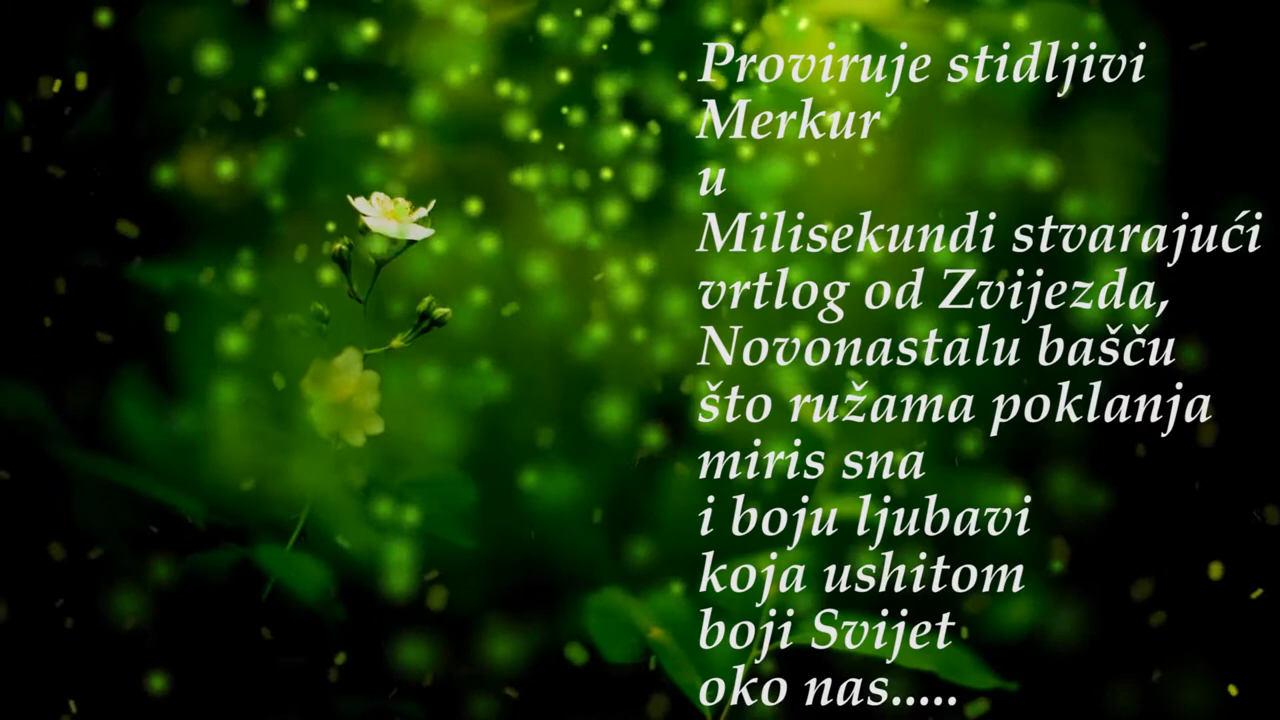 Proviruje stidljivi
Merkur
u
Milisekundi stvarajući
vrtlog od Zvijezda,
Novonastalu bašču
što ružama poklanja
miris sna
i boju ljubavi
koja ushitom
boji Svijet
oko nas.....